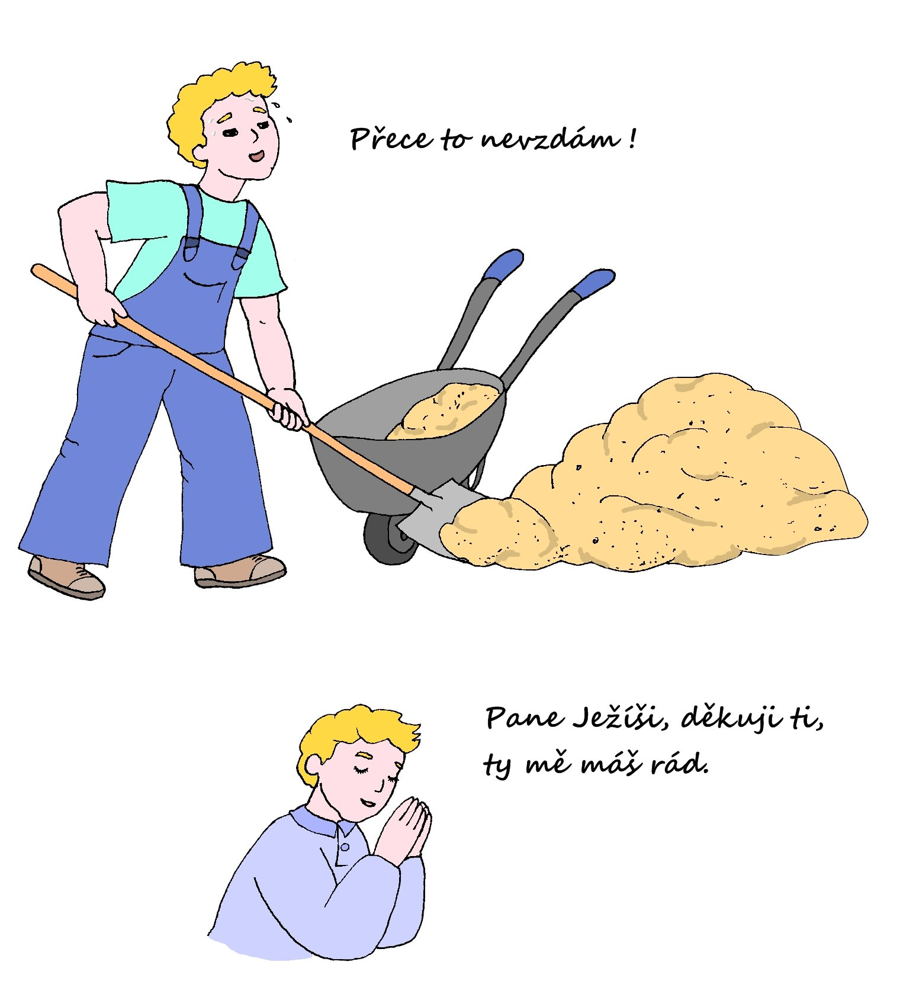 Přece to nevzdám !
Pane Ježíši, děkuji ti,
ty mě máš rád.